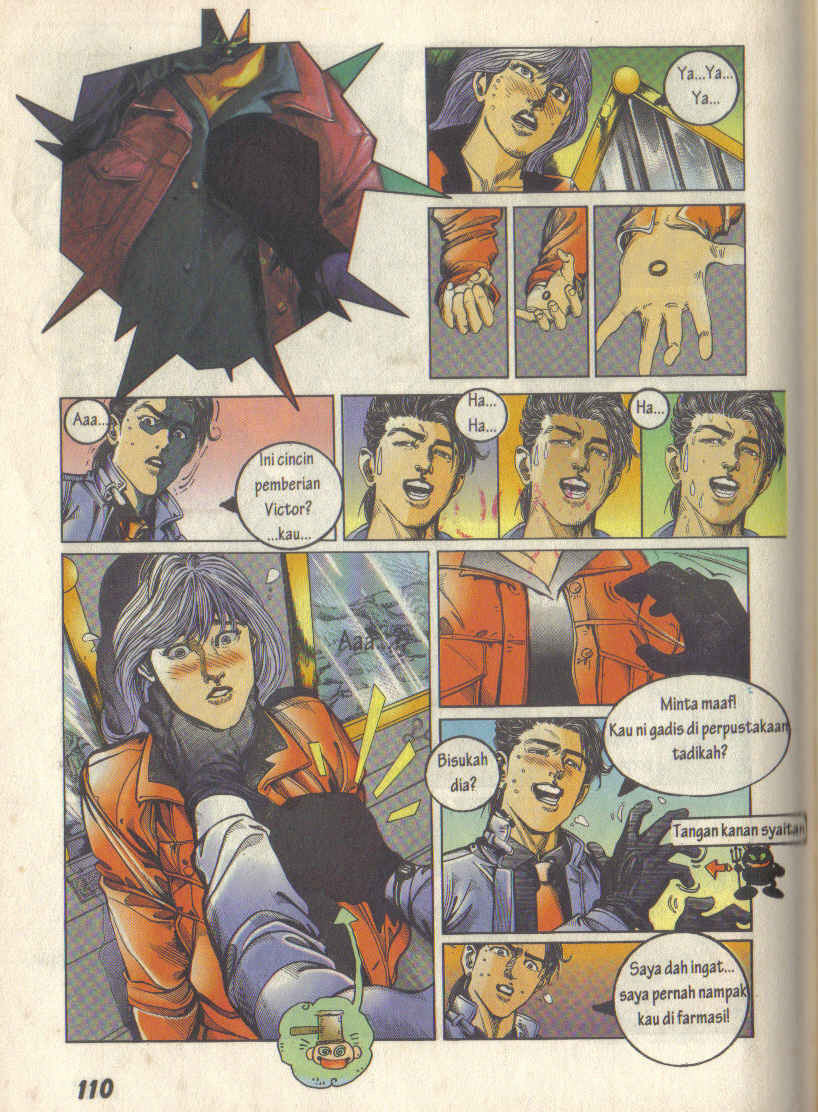 Ya...Ya...
Ya...
Aaa...
Ini cincin
pemberian
Victor?
...kau...
Ha...
Ha...
Ha...
Aaa...
Minta maaf!
Kau ni gadis di perpustakaan
tadikah?
Bisukah
dia?
Tangan kanan syaitan
Saya dah ingat...
saya pernah nampak
kau di farmasi!
110